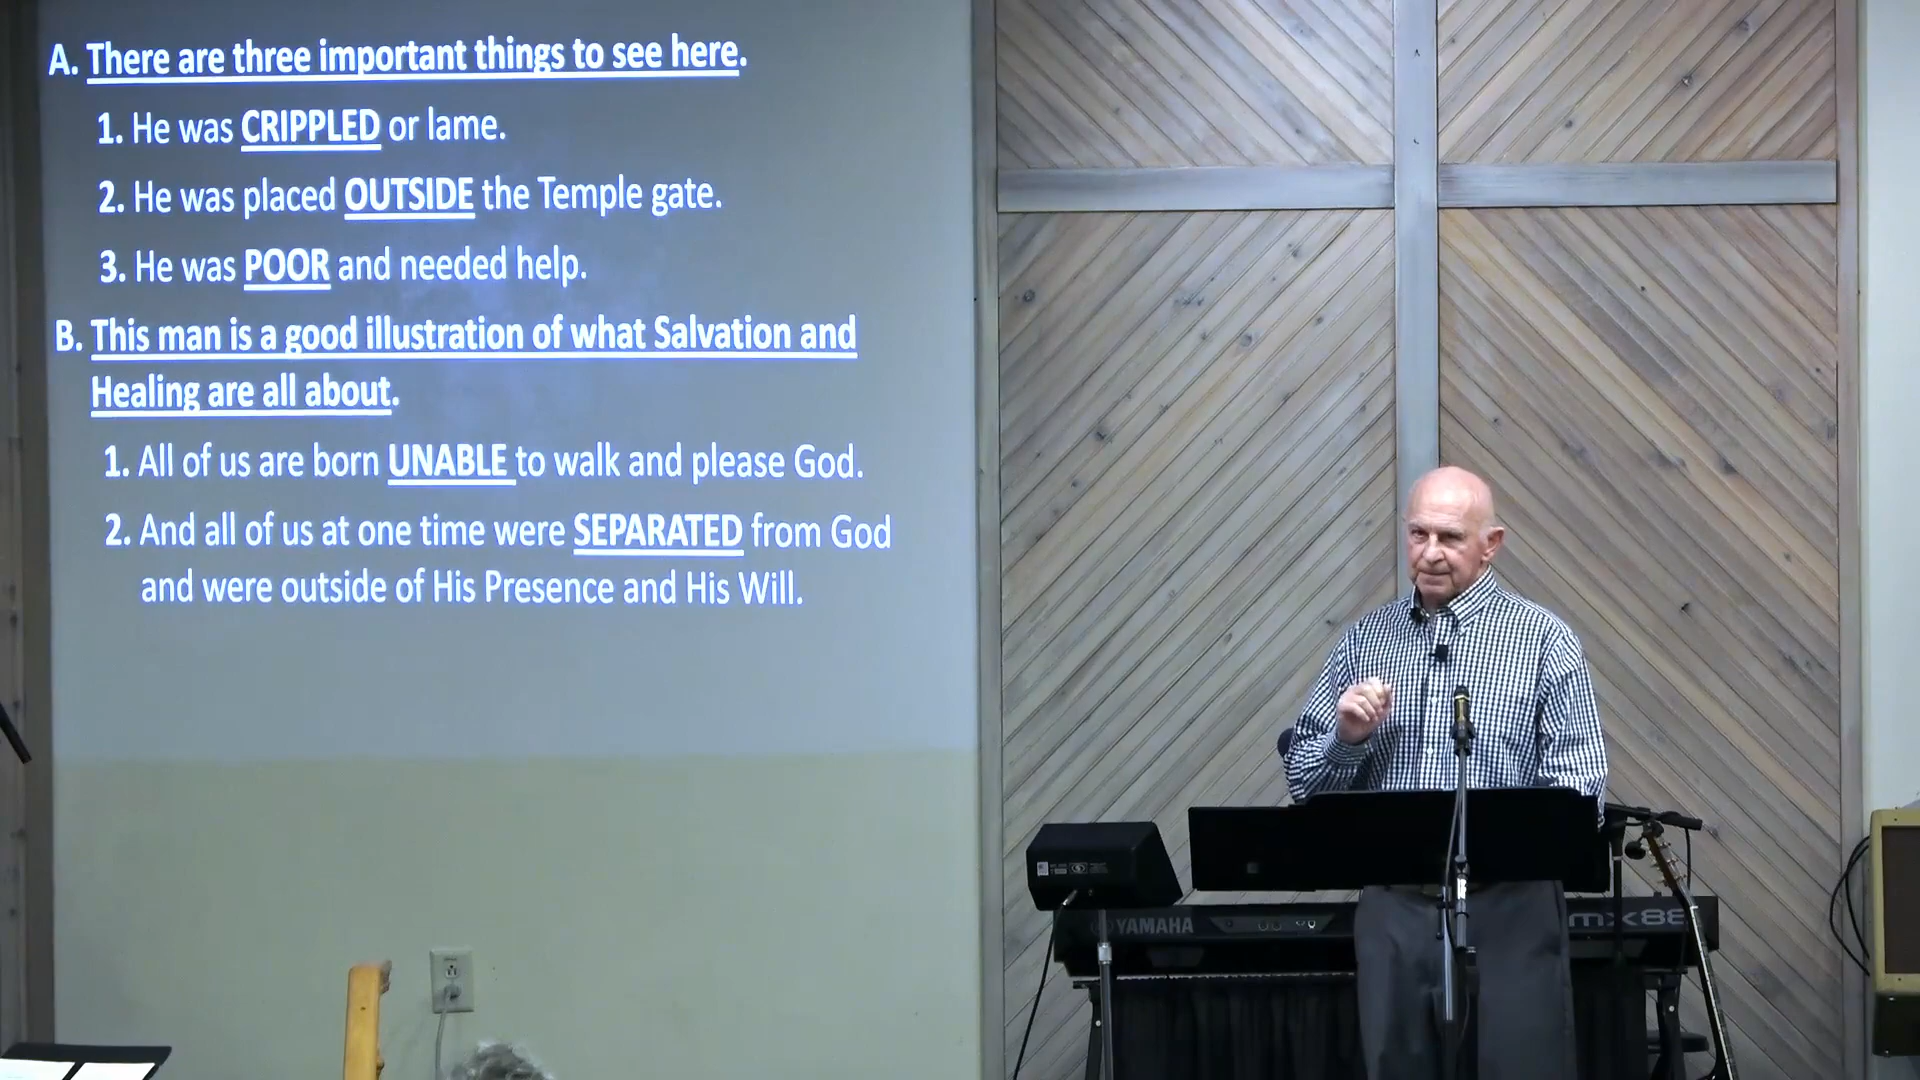 A. There are three important things to see here.
1. He was CRIPPLED or lame.
2. He was placed OUTSIDE the Temple gate.
3. He was POOR and needed help.
B. This man is a good illustration of what Salvation and
Healing are all about.
1. All of us are born UNABLE to walk and please God.
2. And all of us at one time were SEPARATED from God
and were outside of His Presence and His Will.
YAMAHA
mx88